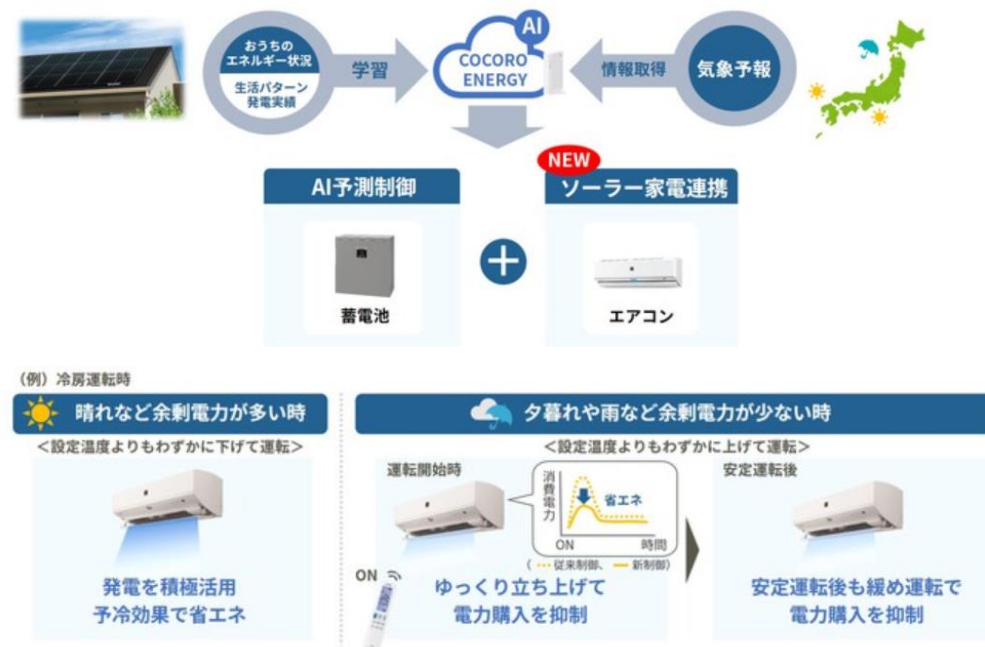 おうちの
エネルギー状況
生活パターン
発電実績
学習
AI
COCORO
ENERGY
情報取得
気象予報
AI予測制御
蓄電池
NEW
ソーラー家電連携
エアコン
（例）冷房運転時
晴れなど余剰電力が多い時
＜設定温度よりもわずかに下げて運転＞
発電を積極活用
予冷効果で省エネ
夕暮れや雨など余剰電力が少ない時
＜設定温度よりもわずかに上げて運転＞
運転開始時
消費電力
省エネ
ON
時間
（ 従来制御、 新制御）
ON
ゆっくり立ち上げて
電力購入を抑制
安定運転後
安定運転後も緩め運転で
電力購入を抑制